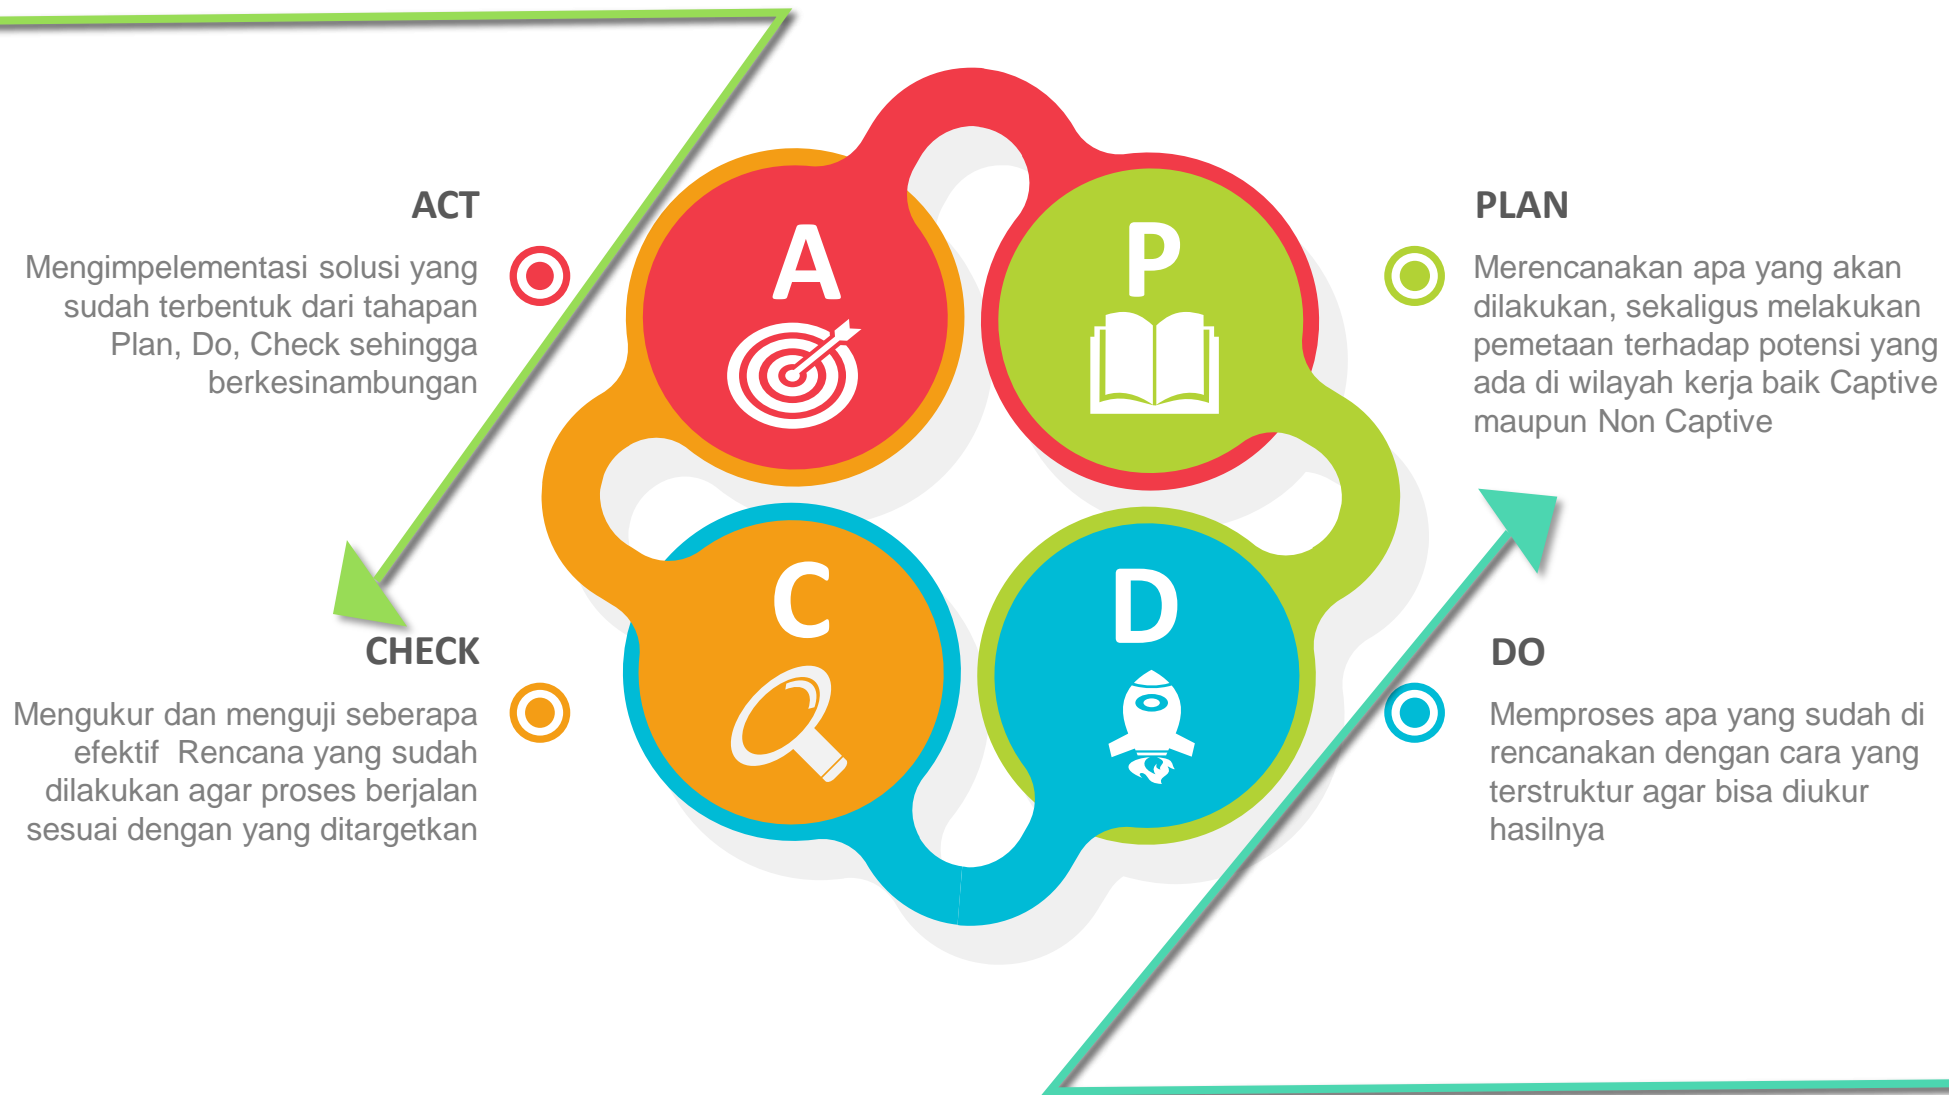 ACT
Mengimpelementasi solusi yang
sudah terbentuk dari tahapan
Plan, Do, Check sehingga
berkesinambungan
A
P
PLAN
Merencanakan apa yang akan
dilakukan, sekaligus melakukan
pemetaan terhadap potensi yang
ada di wilayah kerja baik Captive
maupun Non Captive
CHECK
Mengukur dan menguji seberapa
efektif  Rencana yang sudah
dilakukan agar proses berjalan
sesuai dengan yang ditargetkan
C
D
DO
Memproses apa yang sudah di
rencanakan dengan cara yang
terstruktur agar bisa diukur
hasilnya